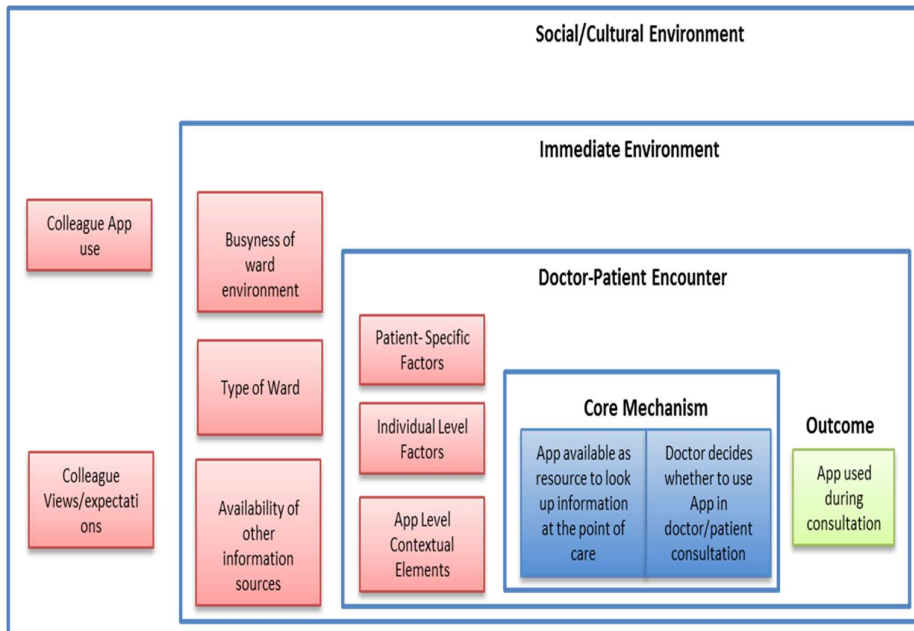 Social/Cultural Environment
Immediate Environment
Colleague App
use
Busyness of
ward
environment
Doctor-Patient Encounter
Patient- Specific
Factors
Type of Ward
Core Mechanism
Individual Level
Factors
Outcome
App available as
resource to look
up information
at the point of
care
Doctor decides
whether to use
App in
doctor/patient
consultation
App used
during
consultation
Colleague
Views/expectati
ons
Availability of
other
information
sources
App Level
Contextual
Elements